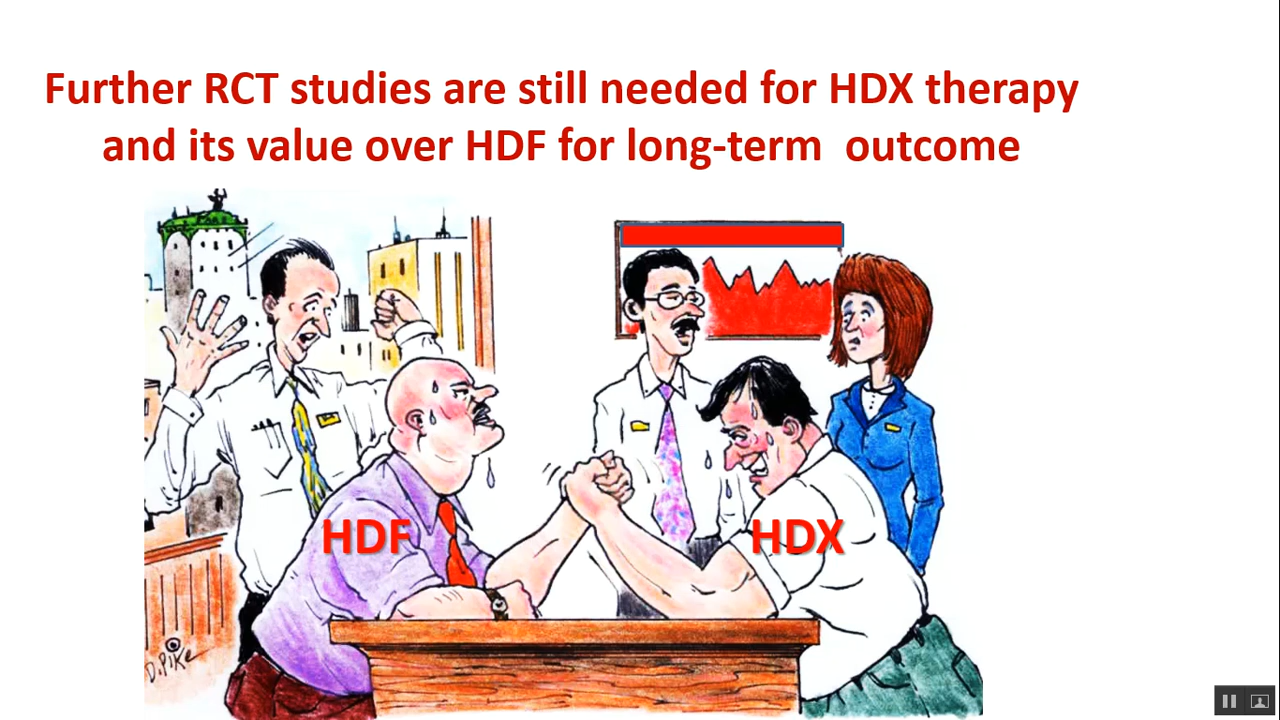 Further RCT studies are still needed for HDX therapy
and its value over HDF for long-term outcome
HDF
HDX
D.Pike